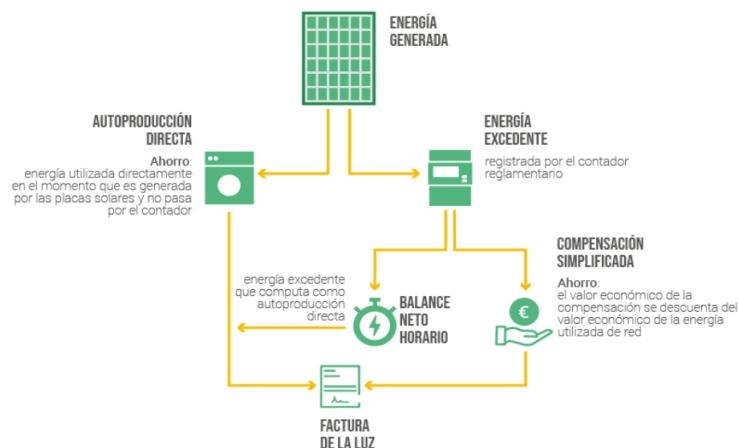 ENERGÍA
GENERADA
AUTOPRODUCCIÓN
DIRECTA
Ahorro:
energía utilizada directamente
en el momento que es generada
por las placas solares y no pasa
por el contador
ENERGÍA
EXCEDENTE
registrada por el contador
reglamentario
energía excedente
que computa como
autoproducción
directa
BALANCE
NETO
HORARIO
COMPENSACIÓN
SIMPLIFICADA
Ahorro:
el valor económico de la
compensación se descuenta del
valor económico de la energía
utilizada de red
€
FACTURA
DE LA LUZ